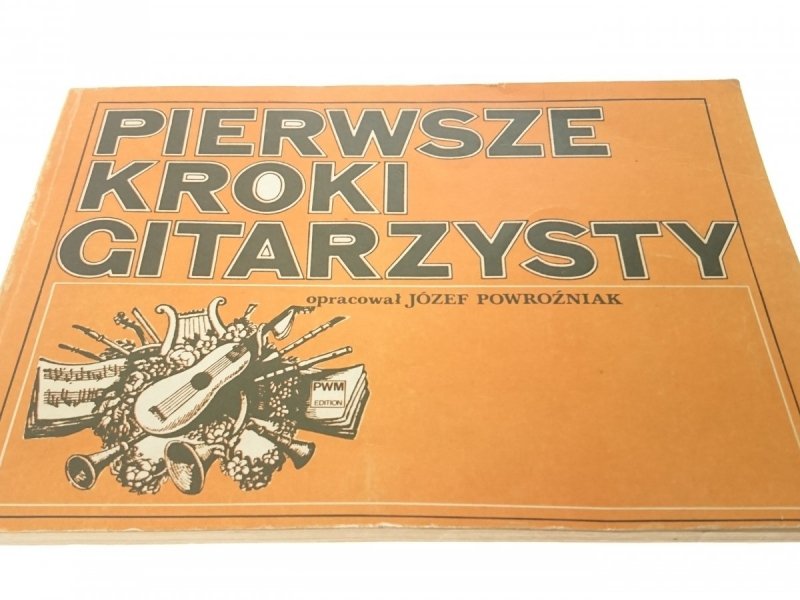 PIERWSZE
KROKI
GITARZYSTY
opracował JÓZEF POWROŹNIAK
PWM
EDITION